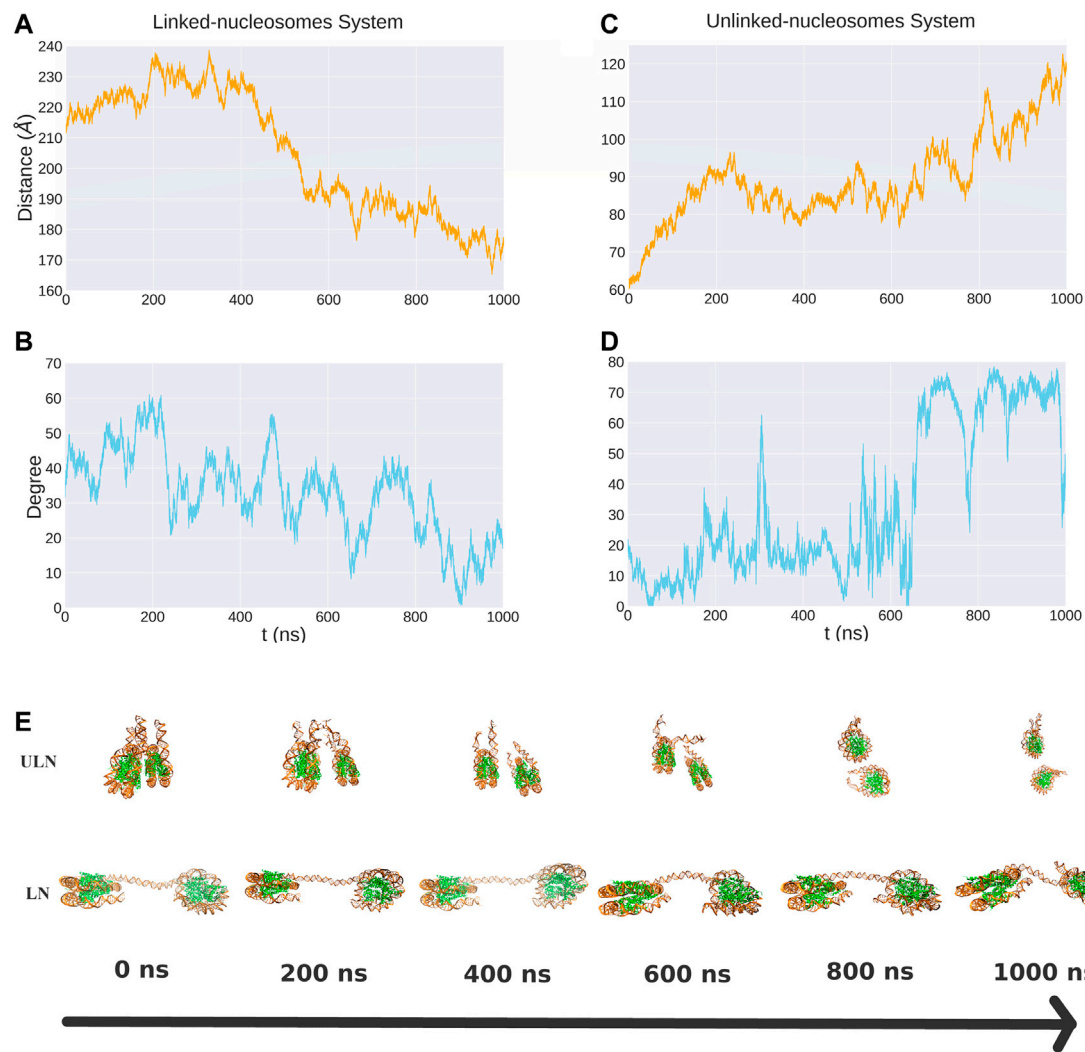 A Linked-nucleosomes System
240
230
220
210
200
190
180
170
160
Distance (Å)
0 200 400 600 800 1000
C Unlinked-nucleosomes System
120
110
100
90
80
70
60
0 200 400 600 800 1000
B
70
60
50
40
30
20
10
0
Degree
0 200 400 600 800 1000
t (ns)
D
80
70
60
50
40
30
20
10
0
0 200 400 600 800 1000
t (ns)
E
ULN
LN
0 ns 200 ns 400 ns 600 ns 800 ns 1000 ns